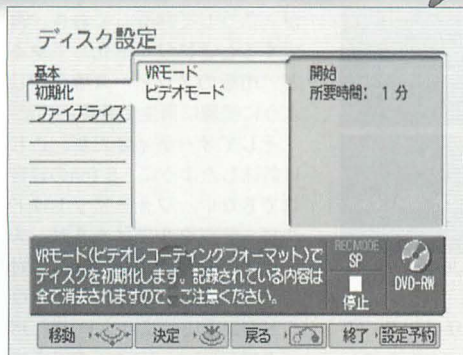 ディスク設定
基本
初期化
ファイナライズ
VRモード
ビデオモード
開始
所要時間： 1 分
VRモード(ビデオレコーディングフォーマット)で
ディスクを初期化します。記録されている内容は
全て消去されますので、ご注意ください。
REC MODE
SP
停止
DVD-RW
移動
決定
戻る
終了
設定予約